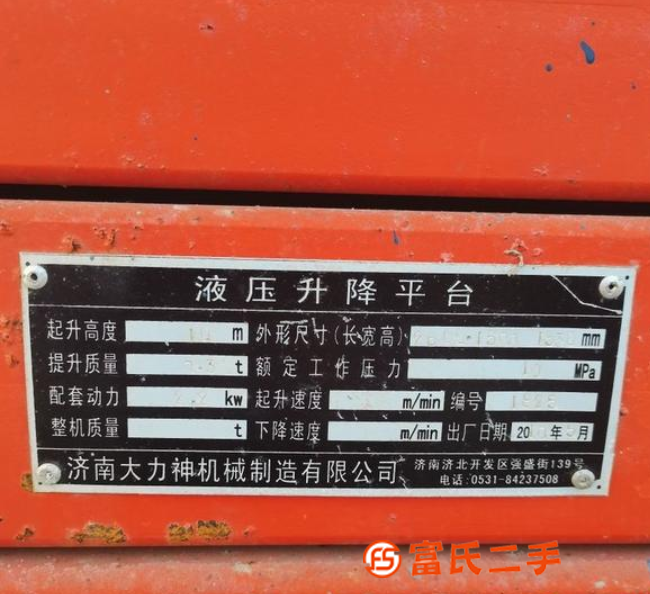 液压升降平台
起升高度 m 外形尺寸(长宽高) mm
提升质量 t 额定工作压力 MPa
配套动力 kw 起升速度 m/min 编号
整机质量 t 下降速度 m/min 出厂日期 20 年 月
济南大力神机械制造有限公司 济南济北开发区强盛街139号
电话:0531-84237508
富氏二手